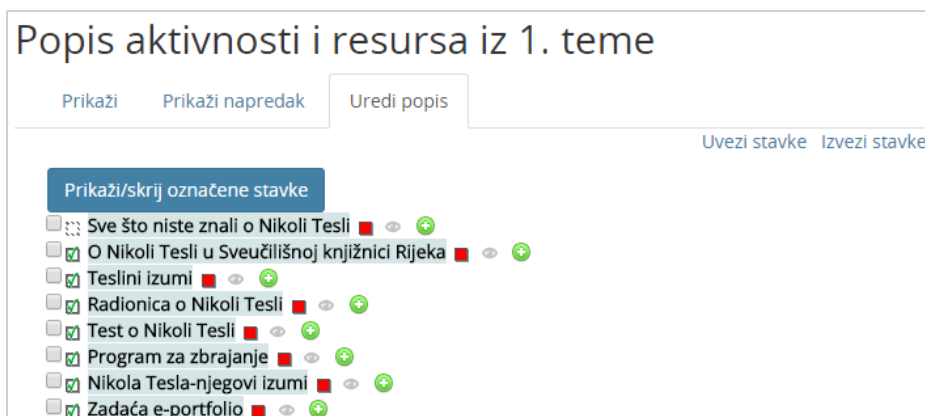 Popis aktivnosti i resursa iz 1. teme
Prikaži Prikaži napredak Uredi popis
Uvezi stavke Izvezi stavke
Prikaži/skrij označene stavke
Sve što niste znali o Nikoli Tesli
O Nikoli Tesli u Sveučilišnoj knjižnici Rijeka
Teslini izumi
Radionica o Nikoli Tesli
Test o Nikoli Tesli
Program za zbrajanje
Nikola Tesla-njegovi izumi
Zadaća e-portfolio